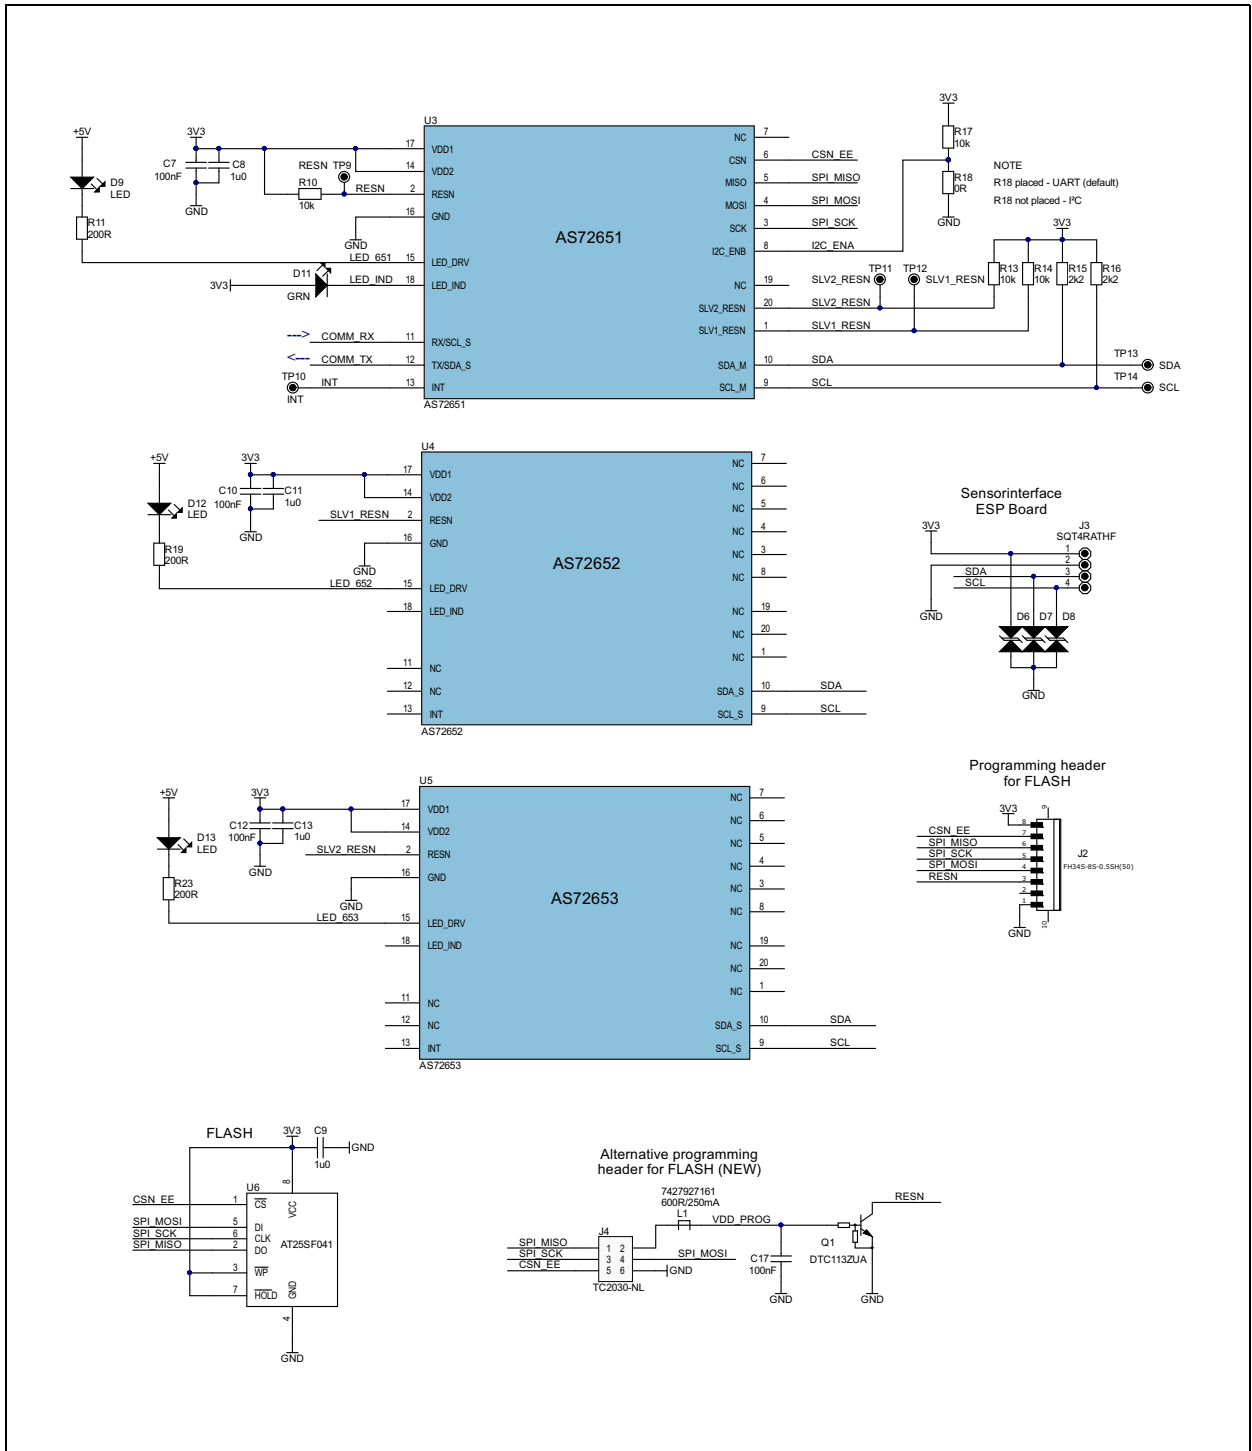 U3
+5V
3V3
C7
100nF
C8
1u0
GND
D9
LED
R11
200R
RESN TP9
R10
10k
RESN
GND
LED_651
D11
GRN
3V3
LED_IND
---> COMM_RX
<--- COMM_TX
TP10
INT
INT
17 VDD1
14 VDD2
2 RESN
16 GND
15 LED_DRV
18 LED_IND
11 RX/SCL_S
12 TX/SDA_S
13 INT
AS72651
AS72651
NC 7
CSN 6 CSN_EE
MISO 5 SPI_MISO
MOSI 4 SPI_MOSI
SCK 3 SPI_SCK
I2C_ENB 8 I2C_ENA
NC 19
SLV2_RESN 20 SLV2_RESN
SLV1_RESN 1 SLV1_RESN
SDA_M 10 SDA
SCL_M 9 SCL
3V3
R17
10k
R18
0R
GND
NOTE
R18 placed - UART (default)
R18 not placed - I²C
3V3
SLV2_RESN TP11
TP12 SLV1_RESN
R13
10k
R14
10k
R15
2k2
R16
2k2
TP13
SDA
TP14
SCL
U4
+5V
3V3
C10
100nF
C11
1u0
GND
D12
LED
R19
200R
SLV1_RESN
GND
LED_652
17 VDD1
14 VDD2
2 RESN
16 GND
15 LED_DRV
18 LED_IND
11 NC
12 NC
13 INT
AS72652
AS72652
NC 7
NC 6
NC 5
NC 4
NC 3
NC 8
NC 19
NC 20
NC 1
SDA_S 10 SDA
SCL_S 9 SCL
Sensorinterface
ESP Board
3V3
J3
SQT4RATHF
1
2
SDA 3
SCL 4
GND
D6 D7 D8
GND
U5
+5V
3V3
C12
100nF
C13
1u0
GND
D13
LED
R23
200R
SLV2_RESN
GND
LED_653
17 VDD1
14 VDD2
2 RESN
16 GND
15 LED_DRV
18 LED_IND
11 NC
12 NC
13 INT
AS72653
AS72653
NC 7
NC 6
NC 5
NC 4
NC 3
NC 8
NC 19
NC 20
NC 1
SDA_S 10 SDA
SCL_S 9 SCL
Programming header
for FLASH
3V3
9
8
CSN_EE 7
SPI_MISO 6
SPI_SCK 5
SPI_MOSI 4
RESN 3
2
1
GND
10
J2
FH34S-8S-0.5SH(50)
FLASH
3V3
C9
1u0
GND
U6
8
VCC
CSN_EE 1 CS
SPI_MOSI 5 DI
SPI_SCK 6 CLK
SPI_MISO 2 DO
AT25SF041
3 WP
7 HOLD
GND
4
GND
Alternative programming
header for FLASH (NEW)
7427927161
600R/250mA
L1
VDD_PROG
RESN
J4
SPI_MISO 1 2
SPI_SCK 3 4 SPI_MOSI
CSN_EE 5 6 GND
TC2030-NL
C17
100nF
GND
Q1
DTC113ZUA
GND